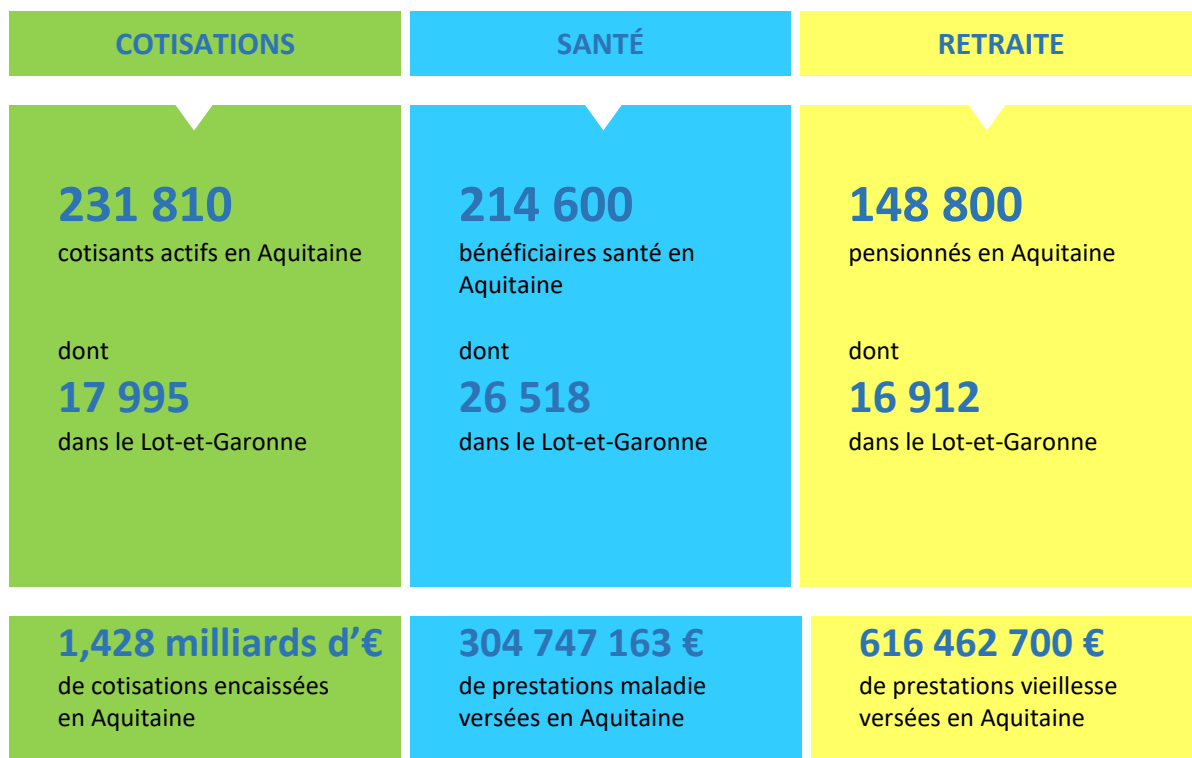 COTISATIONS
231 810
cotisants actifs en Aquitaine
dont
17 995
dans le Lot-et-Garonne
1,428 milliards d’€
de cotisations encaissées
en Aquitaine
SANTÉ
214 600
bénéficiaires santé en
Aquitaine
dont
26 518
dans le Lot-et-Garonne
304 747 163 €
de prestations maladie
versées en Aquitaine
RETRAITE
148 800
pensionnés en Aquitaine
dont
16 912
dans le Lot-et-Garonne
616 462 700 €
de prestations vieillesse
versées en Aquitaine